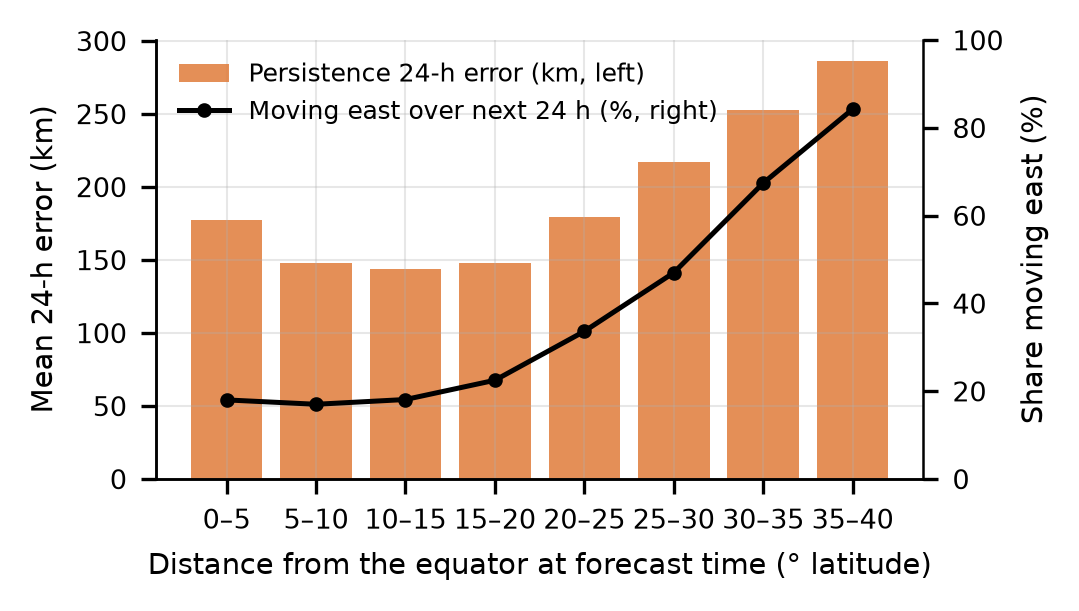 Persistence 24-h error (km, left)
Moving east over next 24 h (%, right)
Mean 24-h error (km)
300
250
200
150
100
50
0
Share moving east (%)
100
80
60
40
20
0
0–5 5–10 10–15 15–20 20–25 25–30 30–35 35–40
Distance from the equator at forecast time (° latitude)